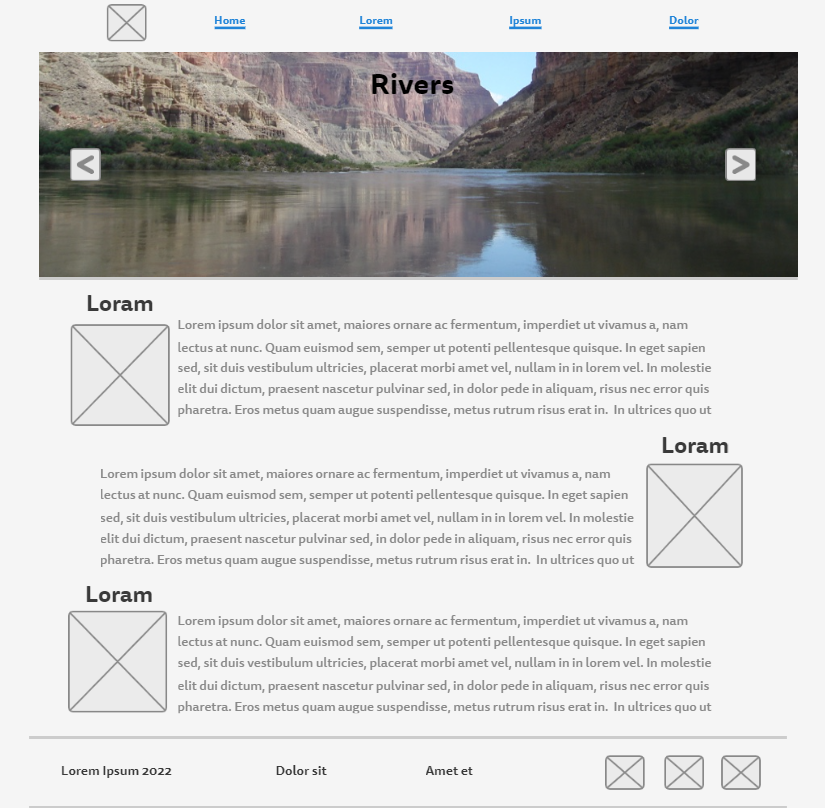 Home Lorem Ipsum Dolor
Rivers
< >
Loram
Lorem ipsum dolor sit amet, maiores ornare ac fermentum, imperdiet ut vivamus a, nam
lectus at nunc. Quam euismod sem, semper ut potenti pellentesque quisque. In eget sapien
sed, sit duis vestibulum ultricies, placerat morbi amet vel, nullam in in lorem vel. In molestie
elit dui dictum, praesent nascetur pulvinar sed, in dolor pede in aliquam, risus nec error quis
pharetra. Eros metus quam augue suspendisse, metus rutrum risus erat in. In ultrices quo ut
Loram
Lorem ipsum dolor sit amet, maiores ornare ac fermentum, imperdiet ut vivamus a, nam
lectus at nunc. Quam euismod sem, semper ut potenti pellentesque quisque. In eget sapien
sed, sit duis vestibulum ultricies, placerat morbi amet vel, nullam in in lorem vel. In molestie
elit dui dictum, praesent nascetur pulvinar sed, in dolor pede in aliquam, risus nec error quis
pharetra. Eros metus quam augue suspendisse, metus rutrum risus erat in. In ultrices quo ut
Loram
Lorem ipsum dolor sit amet, maiores ornare ac fermentum, imperdiet ut vivamus a, nam
lectus at nunc. Quam euismod sem, semper ut potenti pellentesque quisque. In eget sapien
sed, sit duis vestibulum ultricies, placerat morbi amet vel, nullam in in lorem vel. In molestie
elit dui dictum, praesent nascetur pulvinar sed, in dolor pede in aliquam, risus nec error quis
pharetra. Eros metus quam augue suspendisse, metus rutrum risus erat in. In ultrices quo ut
Lorem Ipsum 2022 Dolor sit Amet et